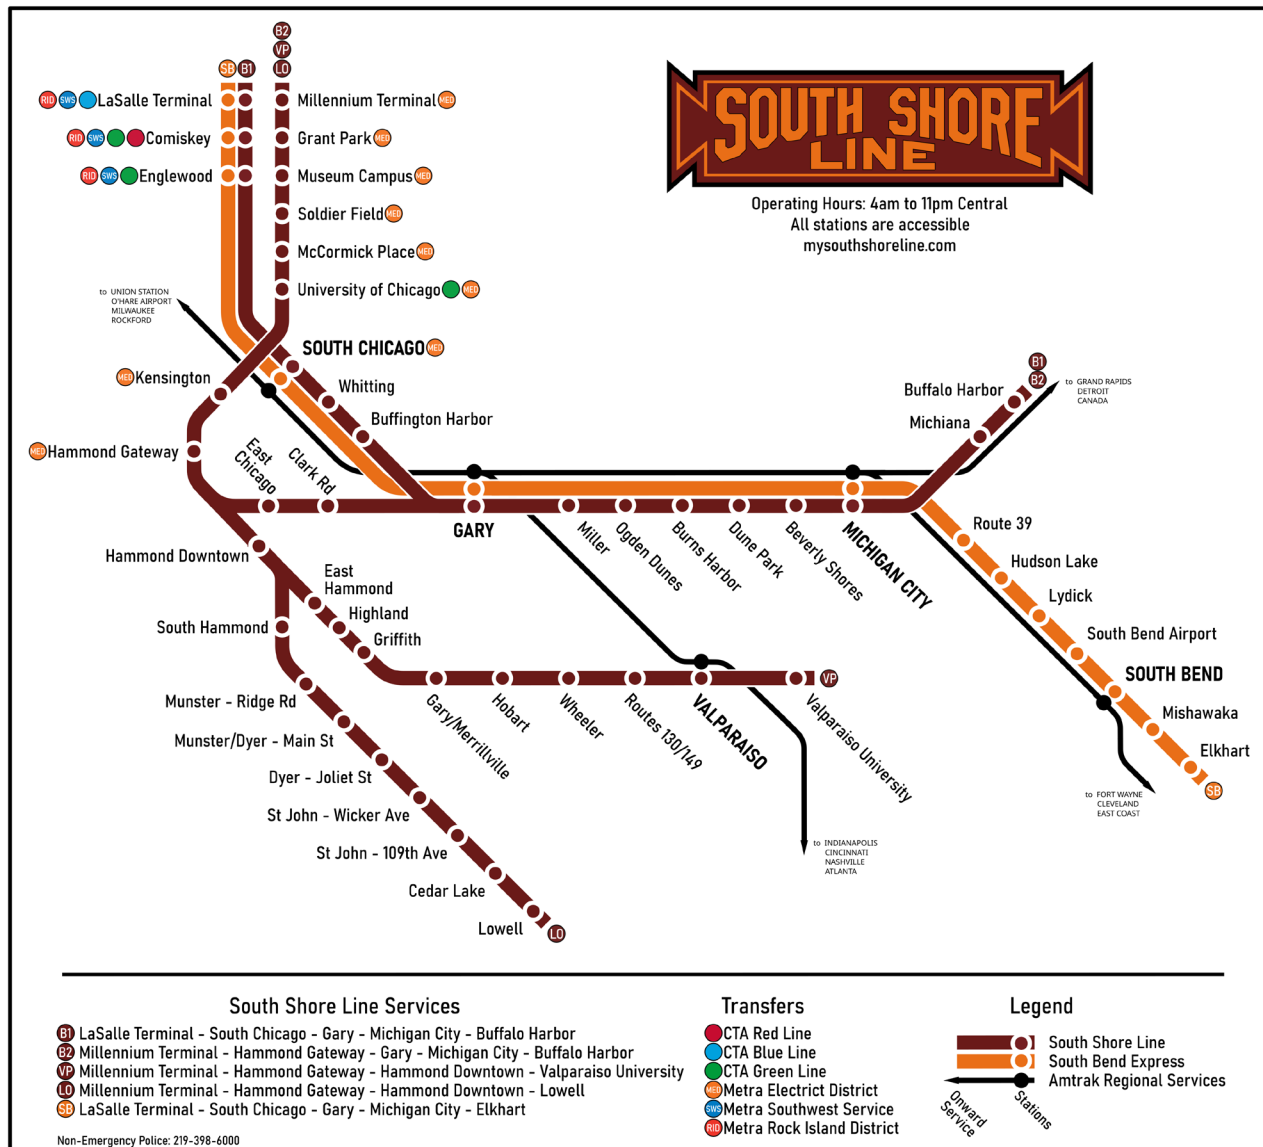 B2
VP
SB B1 LO
RID SWS LaSalle Terminal
Millennium Terminal MED
RID SWS Comiskey
Grant Park MED
RID SWS Englewood
Museum Campus MED
Soldier Field MED
McCormick Place MED
University of Chicago MED
SOUTH SHORE
LINE
Operating Hours: 4am to 11pm Central
All stations are accessible
mysouthshoreline.com
to UNION STATION
O'HARE AIRPORT
MILWAUKEE
ROCKFORD
SOUTH CHICAGO MED
MED Kensington
Whitting
Buffington Harbor
MED Hammond Gateway
East
Chicago
Clark Rd
GARY
Miller
Ogden Dunes
Burns Harbor
Dune Park
Beverly Shores
MICHIGAN CITY
B1
B2
Buffalo Harbor
Michiana
to GRAND RAPIDS
DETROIT
CANADA
Route 39
Hudson Lake
Lydick
South Bend Airport
SOUTH BEND
Mishawaka
Elkhart
SB
to FORT WAYNE
CLEVELAND
EAST COAST
Hammond Downtown
East
Hammond
Highland
Griffith
Gary/Merrillville
Hobart
Wheeler
Routes 130/149
VALPARAISO
Valparaiso University
VP
to INDIANAPOLIS
CINCINNATI
NASHVILLE
ATLANTA
South Hammond
Munster - Ridge Rd
Munster/Dyer - Main St
Dyer - Joliet St
St John - Wicker Ave
St John - 109th Ave
Cedar Lake
Lowell
LO
South Shore Line Services
B1 LaSalle Terminal - South Chicago - Gary - Michigan City - Buffalo Harbor
B2 Millennium Terminal - Hammond Gateway - Gary - Michigan City - Buffalo Harbor
VP Millennium Terminal - Hammond Gateway - Hammond Downtown - Valparaiso University
LO Millennium Terminal - Hammond Gateway - Hammond Downtown - Lowell
SB LaSalle Terminal - South Chicago - Gary - Michigan City - Elkhart
Non-Emergency Police: 219-398-6000
Transfers
CTA Red Line
CTA Blue Line
CTA Green Line
MED Metra Electrict District
SWS Metra Southwest Service
RID Metra Rock Island District
Legend
South Shore Line
South Bend Express
Amtrak Regional Services
Onward
Service
Stations